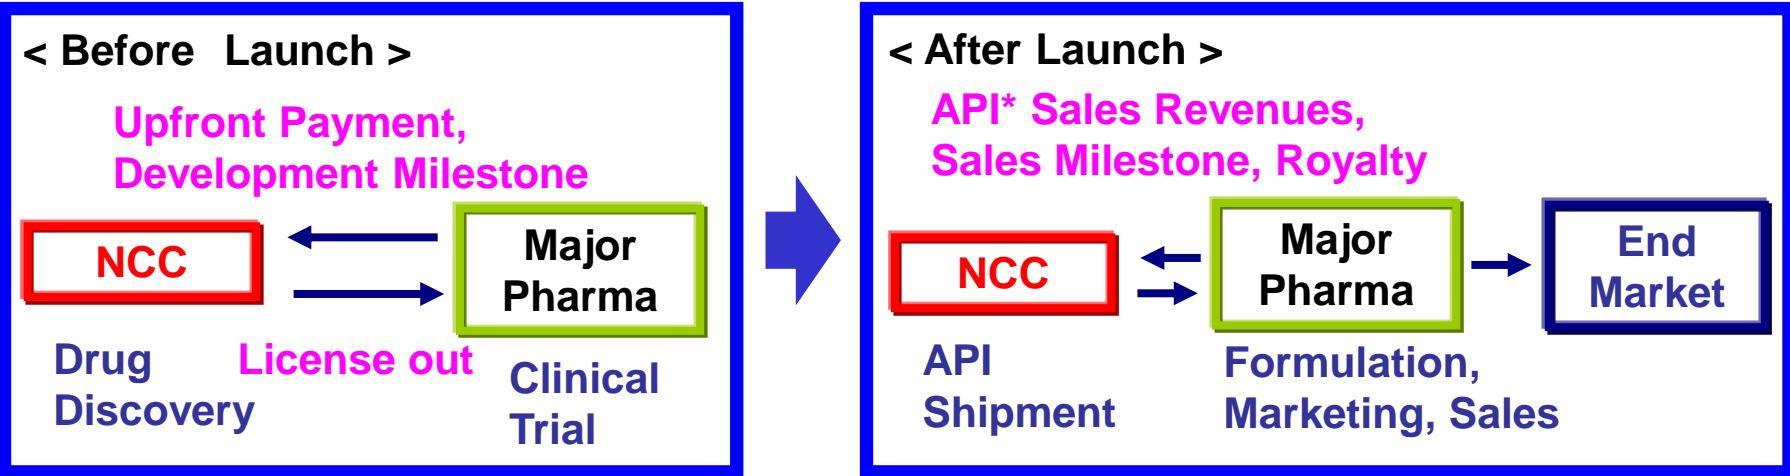 < Before Launch >
Upfront Payment,
Development Milestone
NCC
Major
Pharma
Drug
Discovery
License out
Clinical
Trial
< After Launch >
API* Sales Revenues,
Sales Milestone, Royalty
NCC
Major
Pharma
End
Market
API
Shipment
Formulation,
Marketing, Sales